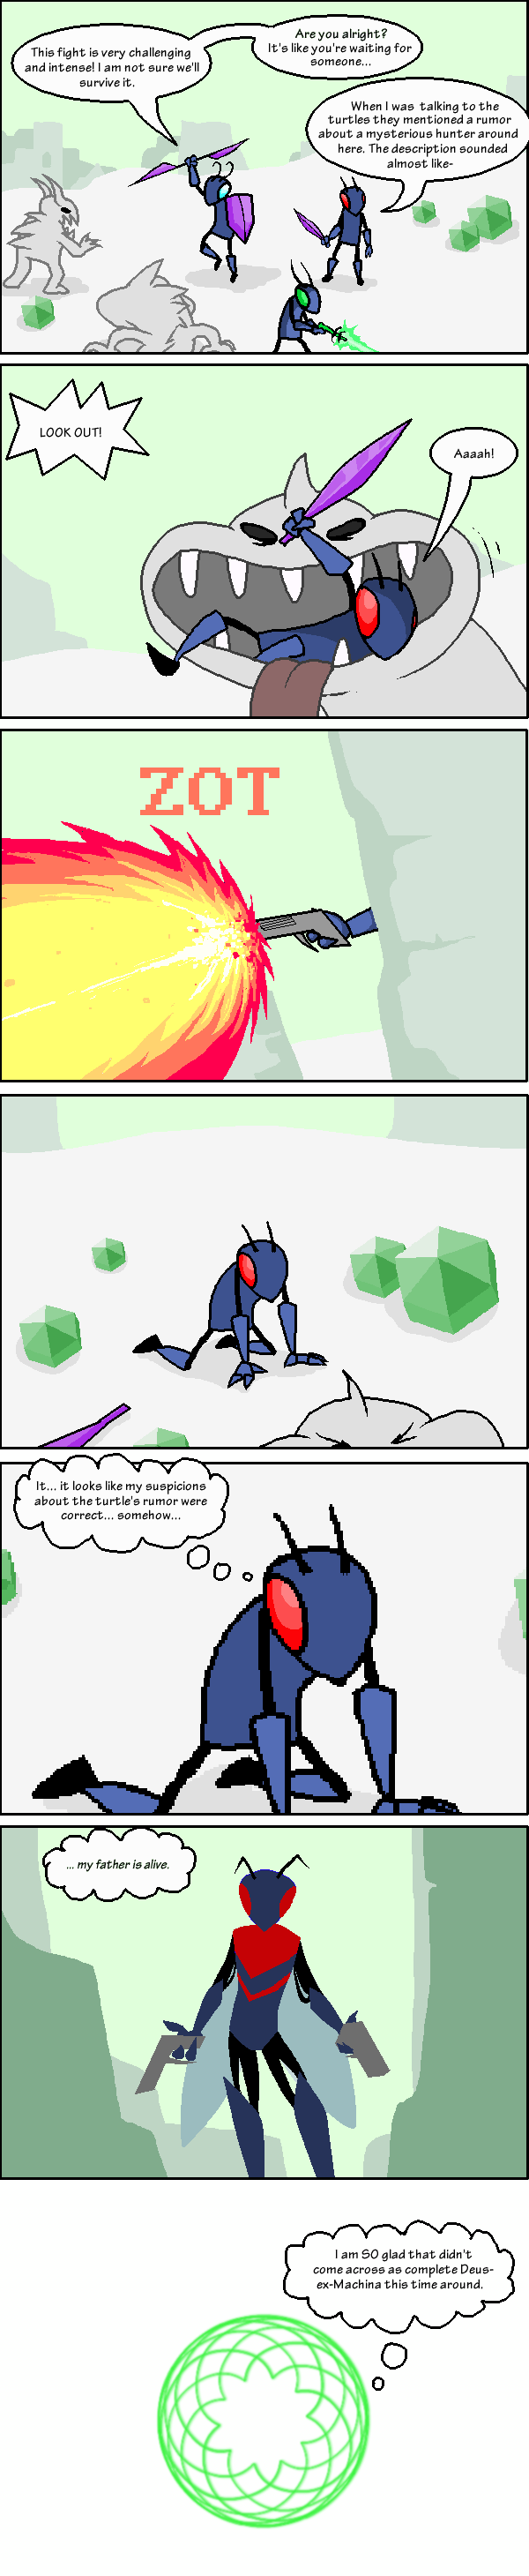 This fight is very challenging
and intense! I am not sure we'll
survive it.
Are you alright?
It's like you're waiting for
someone...
When I was talking to the
turtles they mentioned a rumor
about a mysterious hunter around
here. The description sounded
almost like-
LOOK OUT!
Aaaah!
ZOT
It... it looks like my suspicions
about the turtle's rumor were
correct... somehow...
... my father is alive.
I am SO glad that didn't
come across as complete Deus-
ex-Machina this time around.